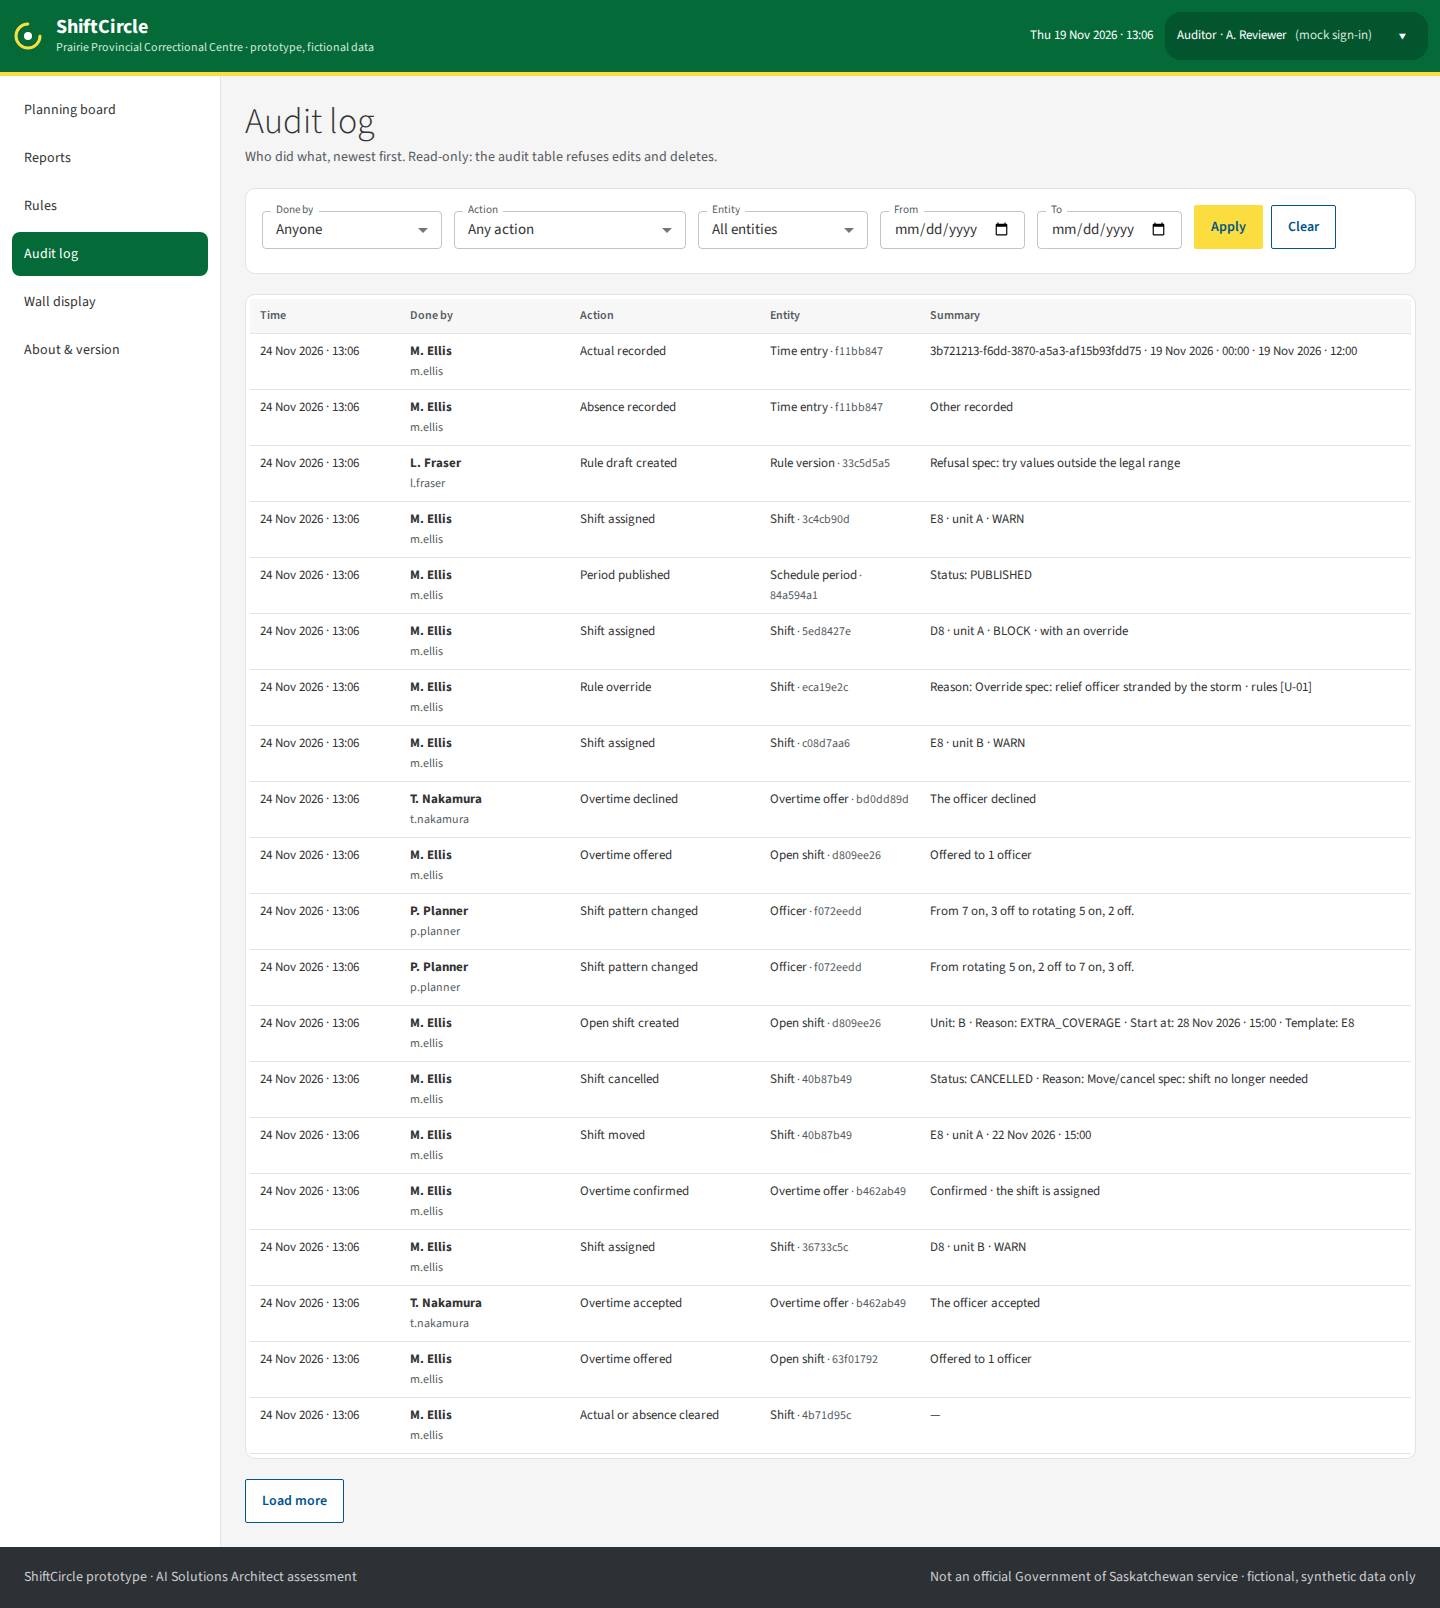 ShiftCircle
Prairie Provincial Correctional Centre · prototype, fictional data
Thu 19 Nov 2026 · 13:06
Auditor · A. Reviewer (mock sign-in)
Planning board
Reports
Rules
Audit log
Wall display
About & version
Audit log
Who did what, newest first. Read-only: the audit table refuses edits and deletes.
Done by Action Entity From To
Anyone Any action All entities mm/dd/yyyy mm/dd/yyyy Apply Clear
Time Done by Action Entity Summary
24 Nov 2026 · 13:06 M. Ellis Actual recorded Time entry · f11bb847 3b721213-f6dd-3870-a5a3-af15b93fdd75 · 19 Nov 2026 · 00:00 · 19 Nov 2026 · 12:00
m.ellis
24 Nov 2026 · 13:06 M. Ellis Absence recorded Time entry · f11bb847 Other recorded
m.ellis
24 Nov 2026 · 13:06 L. Fraser Rule draft created Rule version · 33c5d5a5 Refusal spec: try values outside the legal range
l.fraser
24 Nov 2026 · 13:06 M. Ellis Shift assigned Shift · 3c4cb90d E8 · unit A · WARN
m.ellis
24 Nov 2026 · 13:06 M. Ellis Period published Schedule period · Status: PUBLISHED
m.ellis 84a594a1
24 Nov 2026 · 13:06 M. Ellis Shift assigned Shift · 5ed8427e D8 · unit A · BLOCK · with an override
m.ellis
24 Nov 2026 · 13:06 M. Ellis Rule override Shift · eca19e2c Reason: Override spec: relief officer stranded by the storm · rules [U-01]
m.ellis
24 Nov 2026 · 13:06 M. Ellis Shift assigned Shift · c08d7aa6 E8 · unit B · WARN
m.ellis
24 Nov 2026 · 13:06 T. Nakamura Overtime declined Overtime offer · bd0dd89d The officer declined
t.nakamura
24 Nov 2026 · 13:06 M. Ellis Overtime offered Open shift · d809ee26 Offered to 1 officer
m.ellis
24 Nov 2026 · 13:06 P. Planner Shift pattern changed Officer · f072eedd From 7 on, 3 off to rotating 5 on, 2 off.
p.planner
24 Nov 2026 · 13:06 P. Planner Shift pattern changed Officer · f072eedd From rotating 5 on, 2 off to 7 on, 3 off.
p.planner
24 Nov 2026 · 13:06 M. Ellis Open shift created Open shift · d809ee26 Unit: B · Reason: EXTRA_COVERAGE · Start at: 28 Nov 2026 · 15:00 · Template: E8
m.ellis
24 Nov 2026 · 13:06 M. Ellis Shift cancelled Shift · 40b87b49 Status: CANCELLED · Reason: Move/cancel spec: shift no longer needed
m.ellis
24 Nov 2026 · 13:06 M. Ellis Shift moved Shift · 40b87b49 E8 · unit A · 22 Nov 2026 · 15:00
m.ellis
24 Nov 2026 · 13:06 M. Ellis Overtime confirmed Overtime offer · b462ab49 Confirmed · the shift is assigned
m.ellis
24 Nov 2026 · 13:06 M. Ellis Shift assigned Shift · 36733c5c D8 · unit B · WARN
m.ellis
24 Nov 2026 · 13:06 T. Nakamura Overtime accepted Overtime offer · b462ab49 The officer accepted
t.nakamura
24 Nov 2026 · 13:06 M. Ellis Overtime offered Open shift · 63f01792 Offered to 1 officer
m.ellis
24 Nov 2026 · 13:06 M. Ellis Actual or absence cleared Shift · 4b71d95c —
m.ellis
Load more
ShiftCircle prototype · AI Solutions Architect assessment
Not an official Government of Saskatchewan service · fictional, synthetic data only